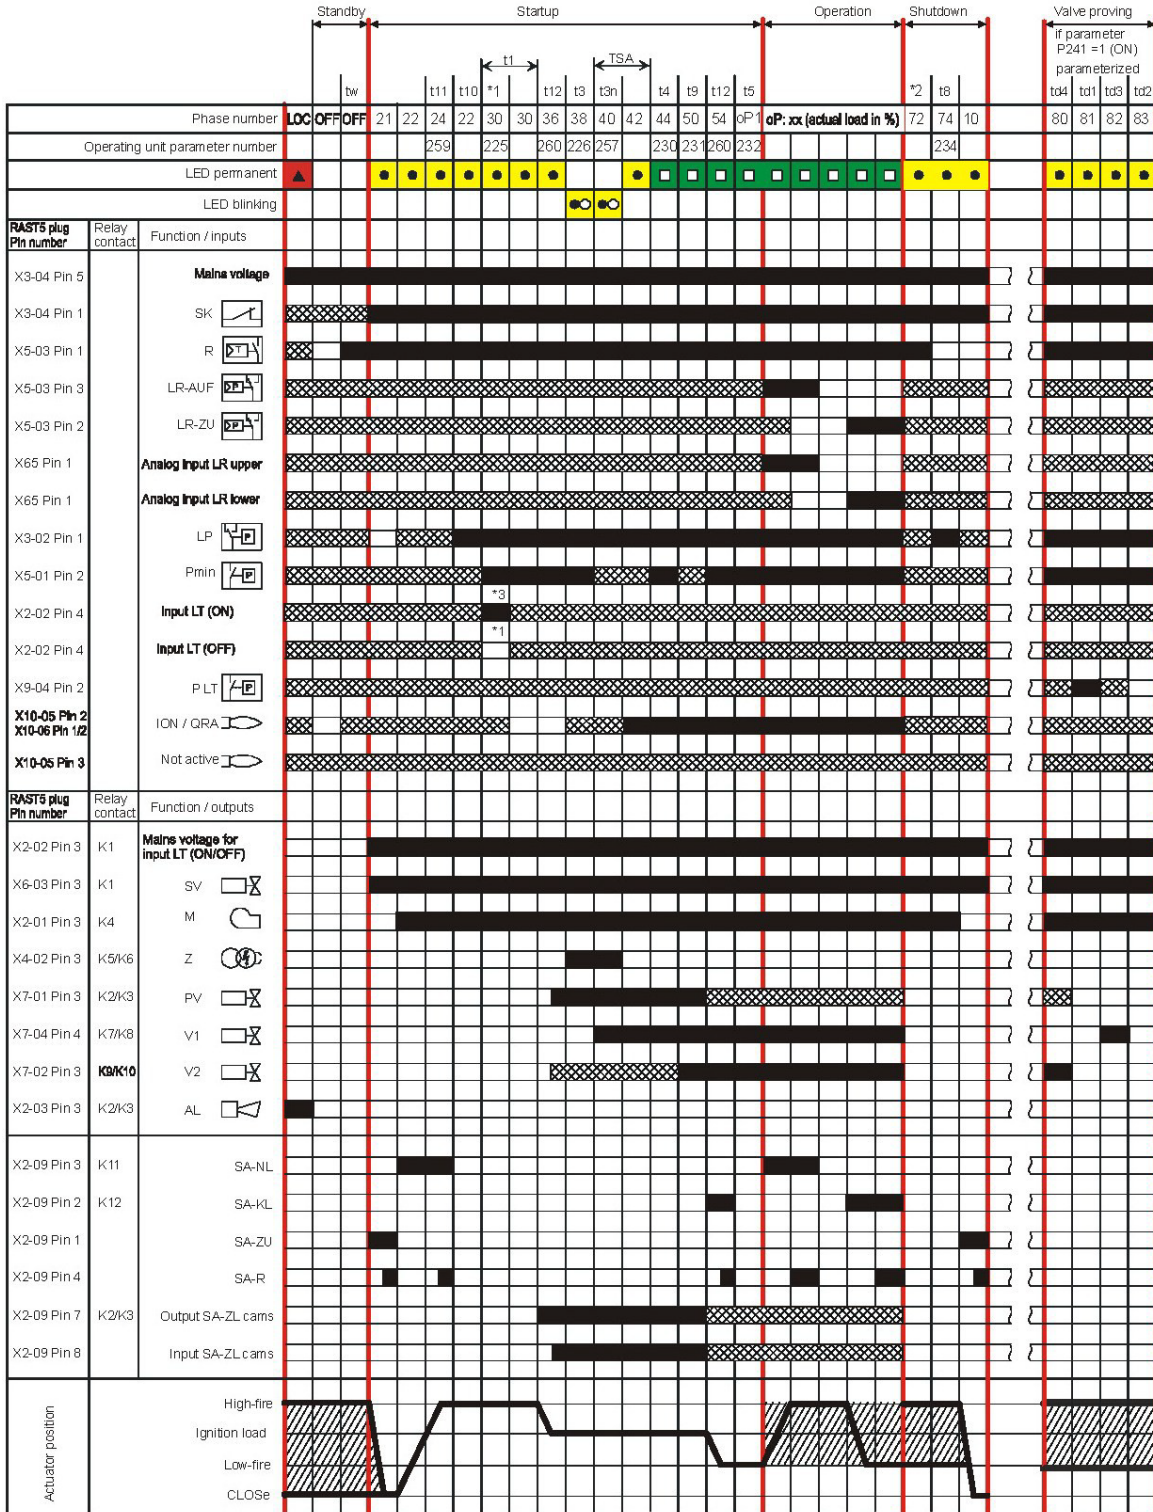 Standby Startup Operation Shutdown Valve proving
if parameter
P241 =1 (ON)
parameterized
t1 TSA
tw t11 t10 *1 t12 t3 t3n t4 t9 t12 t5 *2 t8 td4 td1 td3 td2
Phase number LOC OFF OFF 21 22 24 22 30 30 36 38 40 42 44 50 54 oP1 oP: xx (actual load in %) 72 74 10 80 81 82 83
Operating unit parameter number 259 225 260 226 257 230 231 260 232 234
LED permanent
LED blinking
RAST5 plug Relay Function / inputs
Pin number contact
X3-04 Pin 5 Mains voltage
X3-04 Pin 1 SK
X5-03 Pin 1 R T
X5-03 Pin 3 LR-AUF P
X5-03 Pin 2 LR-ZU P
X65 Pin 1 Analog input LR upper
X65 Pin 1 Analog input LR lower
X3-02 Pin 1 LP P
X5-01 Pin 2 Pmin P
*3
X2-02 Pin 4 Input LT (ON)
*1
X2-02 Pin 4 Input LT (OFF)
X9-04 Pin 2 P LT P
X10-05 Pin 2
X10-06 Pin 1/2 ION / QRA
X10-05 Pin 3 Not active
RAST5 plug Relay Function / outputs
Pin number contact
X2-02 Pin 3 K1 Mains voltage for
input LT (ON/OFF)
X6-03 Pin 3 K1 SV
X2-01 Pin 3 K4 M
X4-02 Pin 3 K5/K6 Z
X7-01 Pin 3 K2/K3 PV
X7-04 Pin 4 K7/K8 V1
X7-02 Pin 3 K9/K10 V2
X2-03 Pin 3 K2/K3 AL
X2-09 Pin 3 K11 SA-NL
X2-09 Pin 2 K12 SA-KL
X2-09 Pin 1 SA-ZU
X2-09 Pin 4 SA-R
X2-09 Pin 7 K2/K3 Output SA-ZL cams
X2-09 Pin 8 Input SA-ZL cams
Actuator position
High-fire
Ignition load
Low-fire
CLOSe